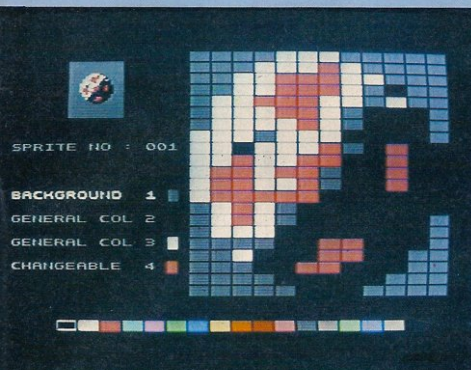 SPRITE NO : 001
BACKGROUND 1
GENERAL COL 2
GENERAL COL 3
CHANGEABLE 4